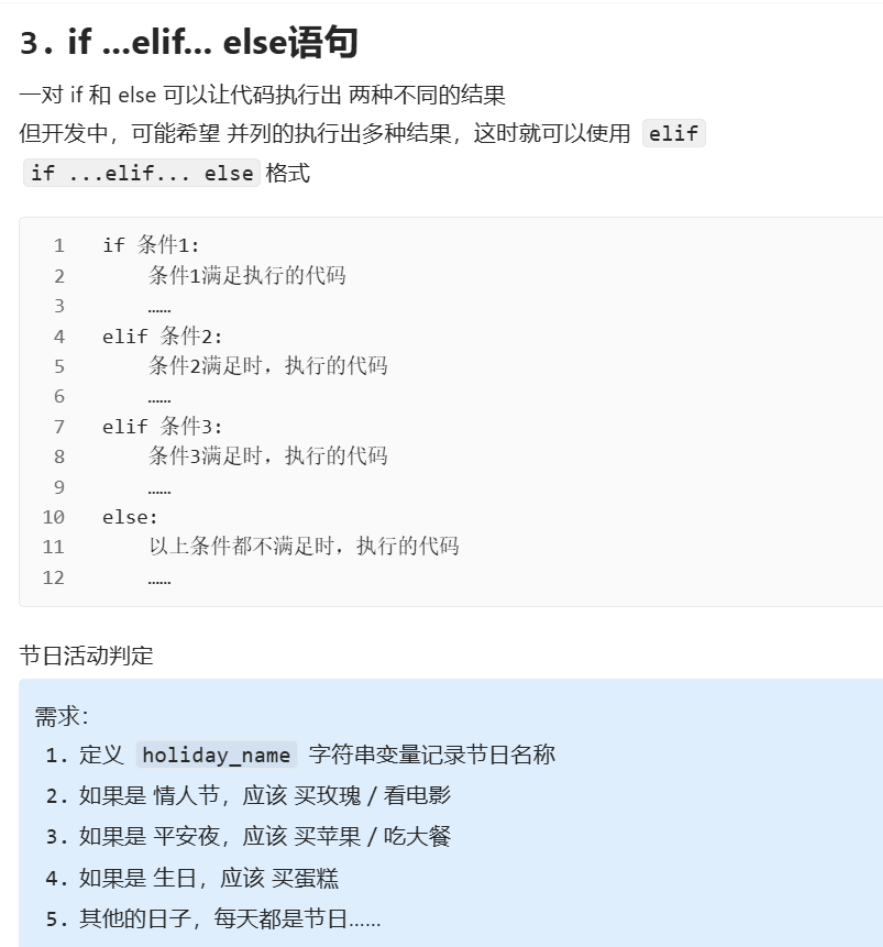 3. if ...elif... else语句
一对 if 和 else 可以让代码执行出 两种不同的结果
但开发中，可能希望 并列的执行出多种结果，这时就可以使用 elif
if ...elif... else 格式
1 if 条件1:
2 条件1满足执行的代码
3 ……
4 elif 条件2:
5 条件2满足时，执行的代码
6 ……
7 elif 条件3:
8 条件3满足时，执行的代码
9 ……
10 else:
11 以上条件都不满足时，执行的代码
12 ……
节日活动判定
需求：
1. 定义 holiday_name 字符串变量记录节日名称
2. 如果是 情人节，应该 买玫瑰 / 看电影
3. 如果是 平安夜，应该 买苹果 / 吃大餐
4. 如果是 生日，应该 买蛋糕
5. 其他的日子，每天都是节日……